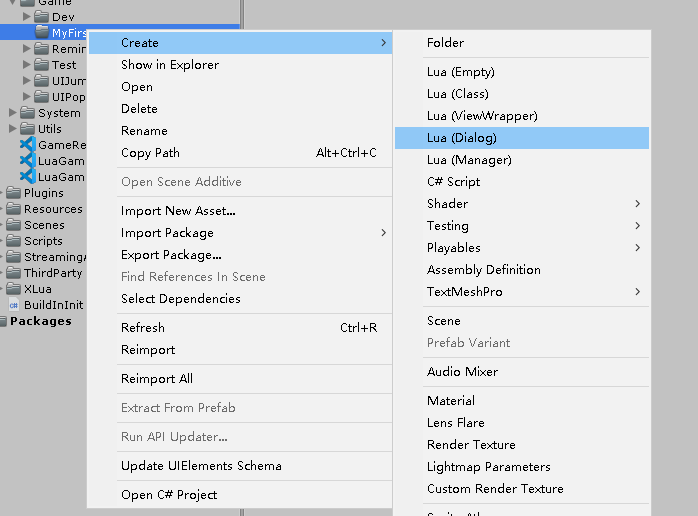 Game
Dev
MyFirs
Remin
Test
UIJum
UIPop
System
Utils
GameRe
LuaGam
LuaGam
Plugins
Resources
Scenes
Scripts
StreamingA
ThirdParty
XLua
BuildInInit
Packages
Create
Show in Explorer
Open
Delete
Rename
Copy Path Alt+Ctrl+C
Open Scene Additive
Import New Asset...
Import Package
Export Package...
Find References In Scene
Select Dependencies
Refresh Ctrl+R
Reimport
Reimport All
Extract From Prefab
Run API Updater...
Update UIElements Schema
Open C# Project
Folder
Lua (Empty)
Lua (Class)
Lua (ViewWrapper)
Lua (Dialog)
Lua (Manager)
C# Script
Shader
Testing
Playables
Assembly Definition
TextMeshPro
Scene
Prefab Variant
Audio Mixer
Material
Lens Flare
Render Texture
Lightmap Parameters
Custom Render Texture